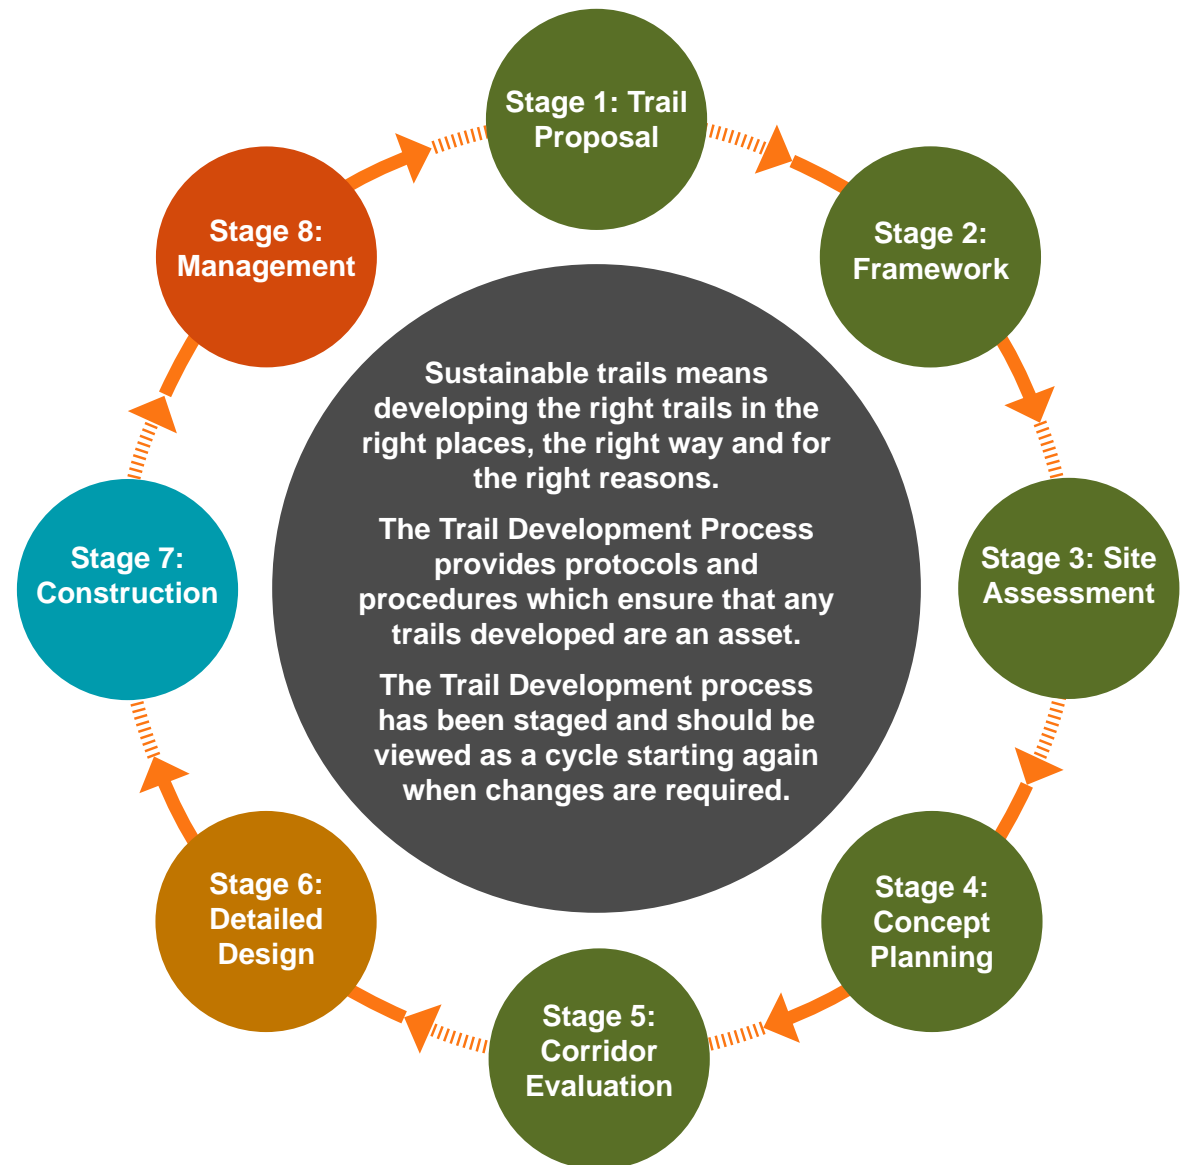 Stage 1: Trail
Proposal
Stage 2:
Framework
Stage 3: Site
Assessment
Stage 4:
Concept
Planning
Stage 5:
Corridor
Evaluation
Stage 6:
Detailed
Design
Stage 7:
Construction
Stage 8:
Management
Sustainable trails means
developing the right trails in the
right places, the right way and for
the right reasons.
The Trail Development Process
provides protocols and
procedures which ensure that any
trails developed are an asset.
The Trail Development process
has been staged and should be
viewed as a cycle starting again
when changes are required.